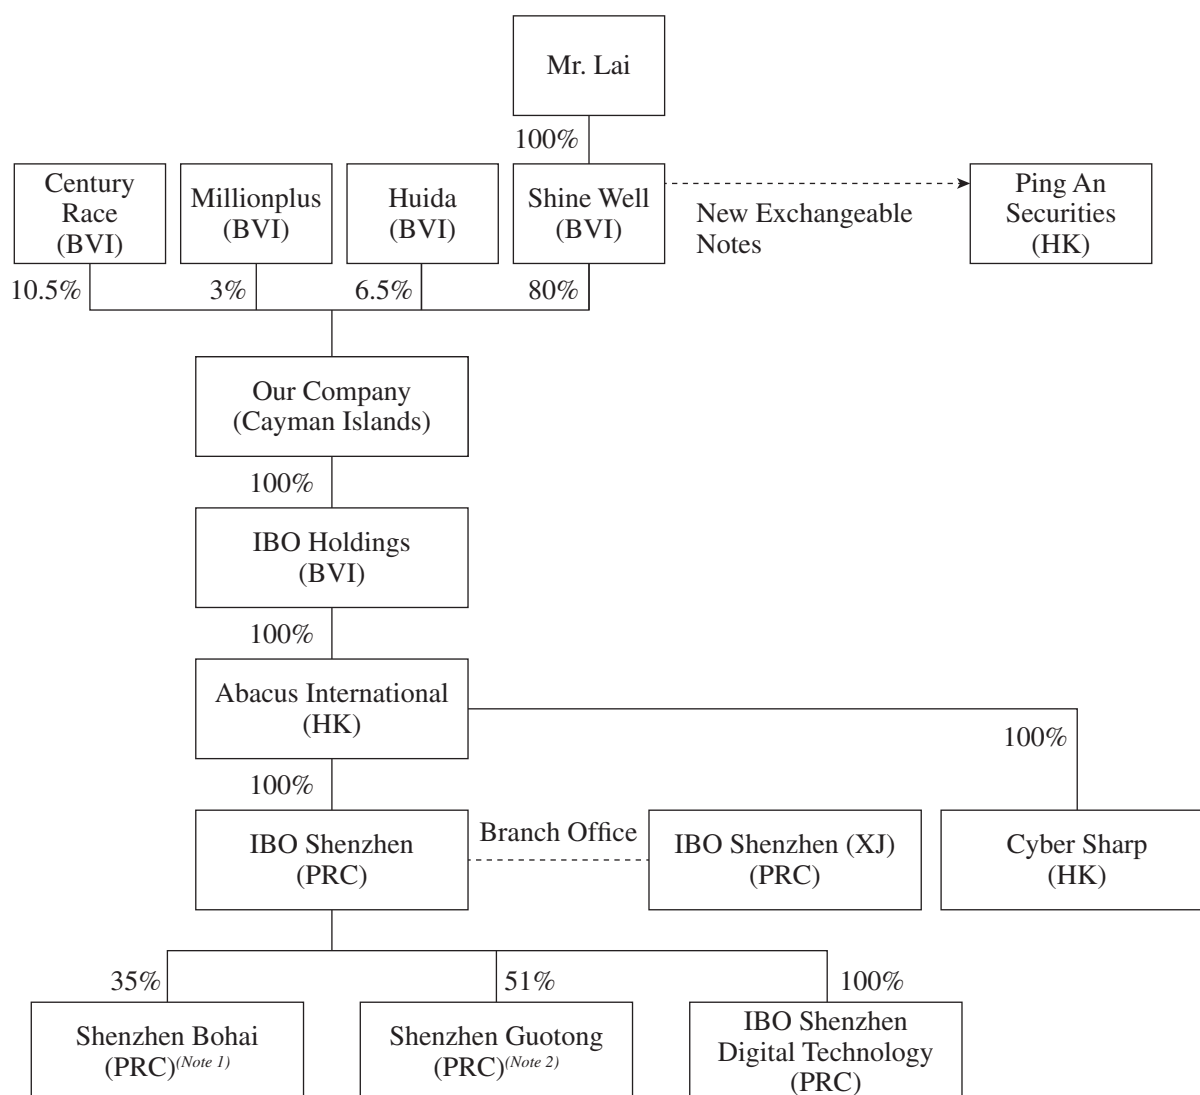 Mr. Lai
100%
Century
Race
(BVI)
Millionplus
(BVI)
Huida
(BVI)
Shine Well
(BVI)
New Exchangeable
Notes
Ping An
Securities
(HK)
10.5%
3%
6.5%
80%
Our Company
(Cayman Islands)
100%
IBO Holdings
(BVI)
100%
Abacus International
(HK)
100%
100%
IBO Shenzhen
(PRC)
Branch Office
IBO Shenzhen (XJ)
(PRC)
Cyber Sharp
(HK)
35%
51%
100%
Shenzhen Bohai
(PRC)(Note 1)
Shenzhen Guotong
(PRC)(Note 2)
IBO Shenzhen
Digital Technology
(PRC)